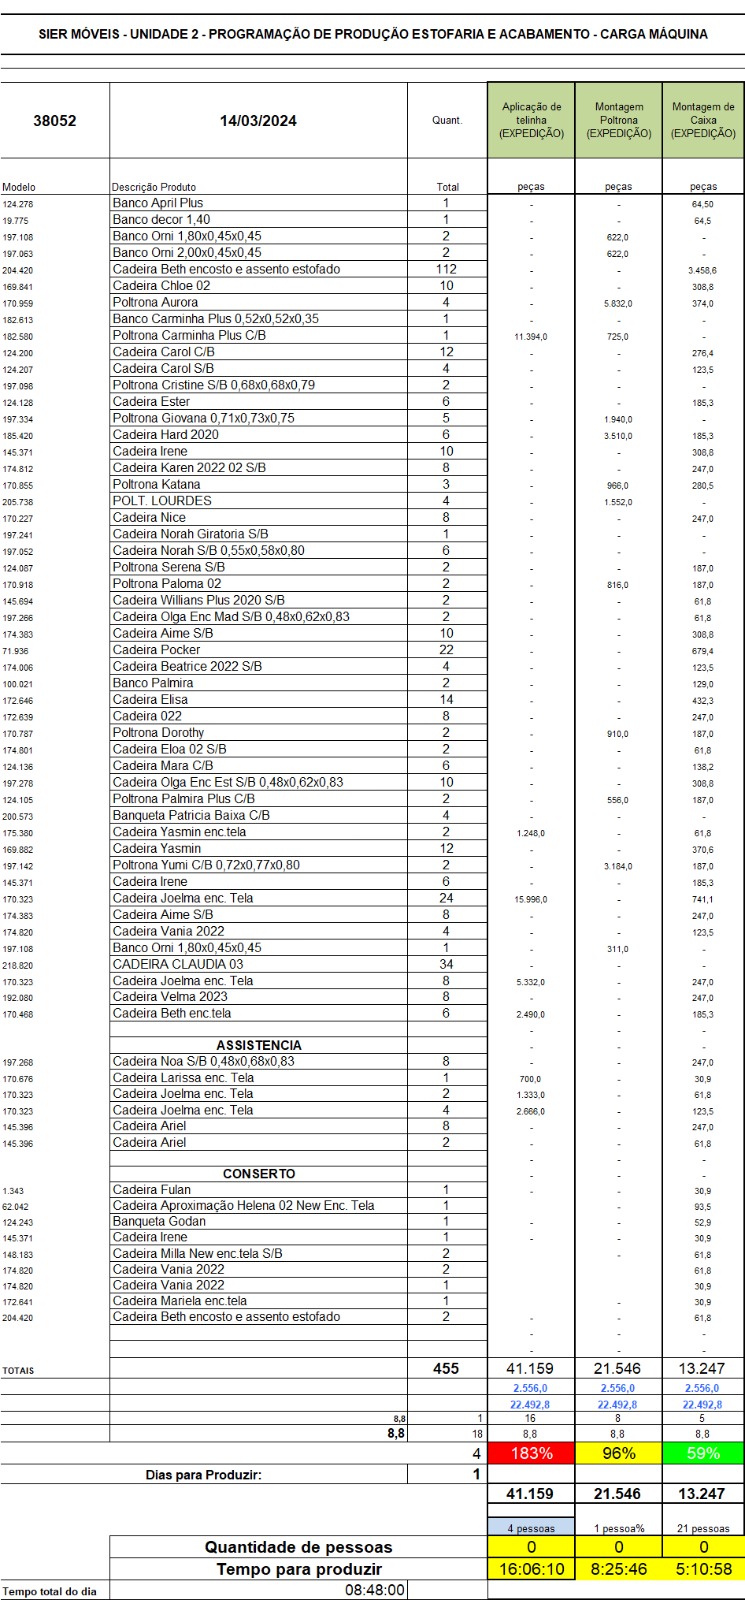 SIER MÓVEIS - UNIDADE 2 - PROGRAMAÇÃO DE PRODUÇÃO ESTOFARIA E ACABAMENTO - CARGA MÁQUINA
38052 14/03/2024 Quant. Aplicação de telinha (EXPEDIÇÃO) Montagem Poltrona (EXPEDIÇÃO) Montagem de Caixa (EXPEDIÇÃO)
Modelo Descrição Produto Total peças peças peças
124.278 Banco April Plus 1 - - 64,50
19.775 Banco decor 1,40 1 - - 64,5
197.108 Banco Orni 1,80x0,45x0,45 2 - 622,0 -
197.063 Banco Orni 2,00x0,45x0,45 2 - 622,0 -
204.420 Cadeira Beth encosto e assento estofado 112 - - 3.458,6
169.841 Cadeira Chloe 02 10 - - 308,8
170.959 Poltrona Aurora 4 - 5.832,0 374,0
182.613 Banco Carminha Plus 0,52x0,52x0,35 1 - - -
182.580 Poltrona Carminha Plus C/B 1 11.394,0 725,0 -
124.200 Cadeira Carol C/B 12 - - 276,4
124.207 Cadeira Carol S/B 4 - - 123,5
197.098 Poltrona Cristine S/B 0,68x0,68x0,79 2 - - -
124.128 Cadeira Ester 6 - - 185,3
197.334 Poltrona Giovana 0,71x0,73x0,75 5 - 1.940,0 -
185.420 Cadeira Hard 2020 6 - 3.510,0 185,3
145.371 Cadeira Irene 10 - - 308,8
174.812 Cadeira Karen 2022 02 S/B 8 - - 247,0
170.855 Poltrona Katana 3 - 966,0 280,5
205.738 POLT. LOURDES 4 - 1.552,0 -
170.227 Cadeira Nice 8 - - 247,0
197.241 Cadeira Norah Giratoria S/B 1 - - -
197.052 Cadeira Norah S/B 0,55x0,58x0,80 6 - - -
124.087 Poltrona Serena S/B 2 - - 187,0
170.918 Poltrona Paloma 02 2 - 816,0 187,0
145.694 Cadeira Willians Plus 2020 S/B 2 - - 61,8
197.266 Cadeira Olga Enc Mad S/B 0,48x0,62x0,83 2 - - 61,8
174.383 Cadeira Aime S/B 10 - - 308,8
71.936 Cadeira Pocker 22 - - 679,4
174.006 Cadeira Beatrice 2022 S/B 4 - - 123,5
100.021 Banco Palmira 2 - - 129,0
172.646 Cadeira Elisa 14 - - 432,3
172.639 Cadeira 022 8 - - 247,0
170.787 Poltrona Dorothy 2 - 910,0 187,0
174.801 Cadeira Eloa 02 S/B 2 - - 61,8
124.136 Cadeira Mara C/B 6 - - 138,2
197.278 Cadeira Olga Enc Est S/B 0,48x0,62x0,83 10 - - 308,8
124.105 Poltrona Palmira Plus C/B 2 - 556,0 187,0
200.573 Banqueta Patricia Baixa C/B 4 - - -
175.380 Cadeira Yasmin enc.tela 2 1.248,0 - 61,8
169.882 Cadeira Yasmin 12 - - 370,6
197.142 Poltrona Yumi C/B 0,72x0,77x0,80 2 - 3.184,0 187,0
145.371 Cadeira Irene 6 - - 185,3
170.323 Cadeira Joelma enc. Tela 24 15.996,0 - 741,1
174.383 Cadeira Aime S/B 8 - - 247,0
174.820 Cadeira Vania 2022 4 - - 123,5
197.108 Banco Orni 1,80x0,45x0,45 1 - 311,0 -
218.820 CADEIRA CLAUDIA 03 34 - - -
170.323 Cadeira Joelma enc. Tela 8 5.332,0 - 247,0
192.080 Cadeira Velma 2023 8 - - 247,0
170.468 Cadeira Beth enc.tela 6 2.490,0 - 185,3
- - -
ASSISTENCIA - - -
197.268 Cadeira Noa S/B 0,48x0,68x0,83 8 - - 247,0
170.676 Cadeira Larissa enc. Tela 1 700,0 - 30,9
170.323 Cadeira Joelma enc. Tela 2 1.333,0 - 61,8
170.323 Cadeira Joelma enc. Tela 4 2.666,0 - 123,5
145.396 Cadeira Ariel 8 - - 247,0
145.396 Cadeira Ariel 2 - - 61,8
- - -
CONSERTO - - -
1.343 Cadeira Fulan 1 - - 30,9
62.042 Cadeira Aproximação Helena 02 New Enc. Tela 1 - 93,5
124.243 Banqueta Godan 1 - - 52,9
145.371 Cadeira Irene 1 - - 30,9
148.183 Cadeira Milla New enc.tela S/B 2 - 61,8
174.820 Cadeira Vania 2022 2 61,8
174.820 Cadeira Vania 2022 1 30,9
172.641 Cadeira Mariela enc.tela 1 - 30,9
204.420 Cadeira Beth encosto e assento estofado 2 - - 61,8
- - -
- - -
TOTAIS 455 41.159 21.546 13.247
2.556,0 2.556,0 2.556,0
22.492,8 22.492,8 22.492,8
8,8 1 16 8 5
8,8 18 8,8 8,8 8,8
4 183% 96% 59%
Dias para Produzir: 1
41.159 21.546 13.247
4 pessoas 1 pessoa% 21 pessoas
Quantidade de pessoas 0 0 0
Tempo para produzir 16:06:10 8:25:46 5:10:58
Tempo total do dia 08:48:00